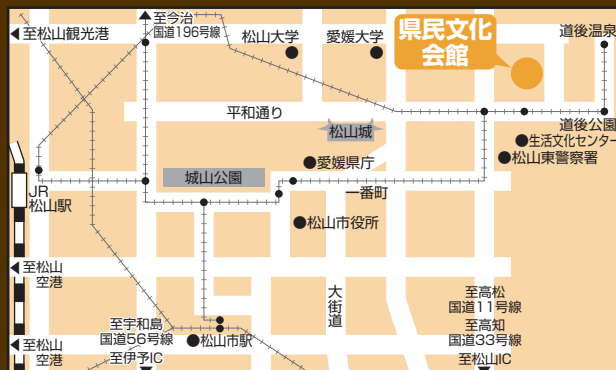 至今治
国道196号線
至松山観光港
松山大学
愛媛大学
県民文化
会館
道後温泉
平和通り
松山城
道後公園
生活文化センター
松山東警察署
愛媛県庁
城山公園
一番町
JR
松山駅
松山市役所
至松山
空港
大街道
至高松
国道11号線
至高知
国道33号線
至松山IC
至宇和島
国道56号線
至伊予IC
松山市駅
至松山
空港